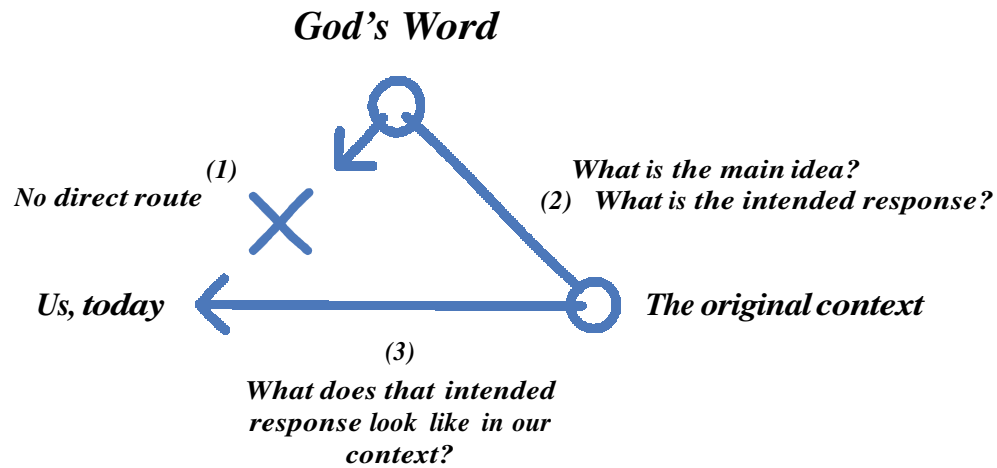 God's Word
(1)
No direct route
What is the main idea?
(2) What is the intended response?
Us, today
The original context
(3)
What does that intended
response look like in our
context?